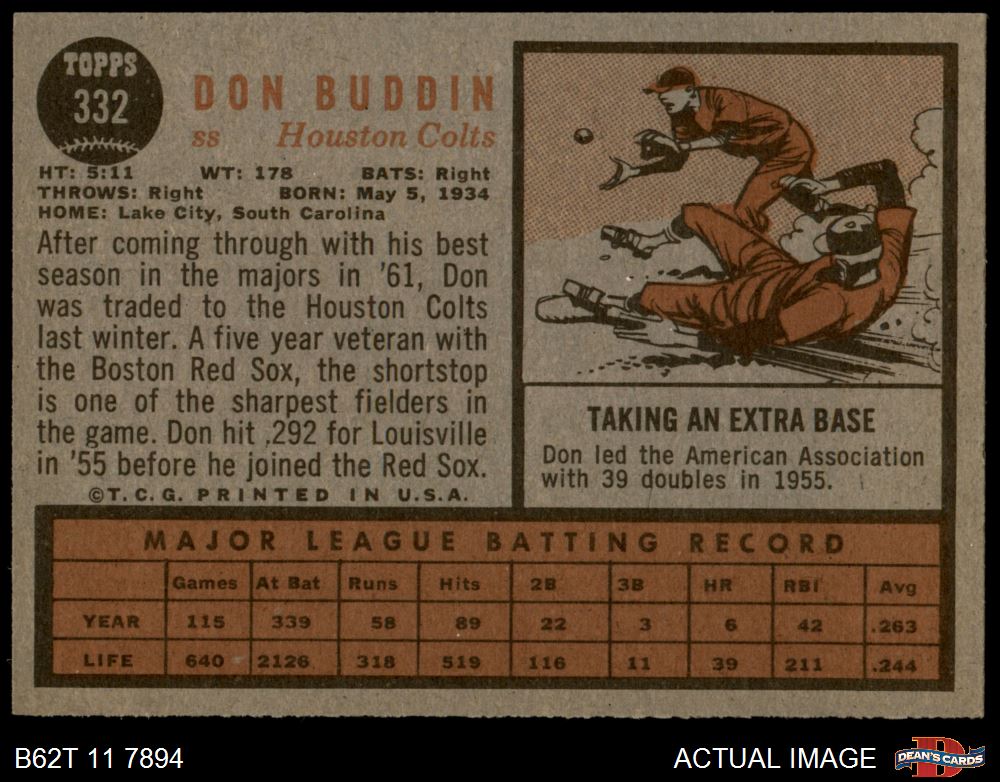 TOPPS
332
DON BUDDIN
ss Houston Colts
HT: 5:11 WT: 178 BATS: Right
THROWS: Right BORN: May 5, 1934
HOME: Lake City, South Carolina
After coming through with his best
season in the majors in '61, Don
was traded to the Houston Colts
last winter. A five year veteran with
the Boston Red Sox, the shortstop
is one of the sharpest fielders in
the game. Don hit .292 for Louisville
in '55 before he joined the Red Sox.
©T.C.G. PRINTED IN U.S.A.
TAKING AN EXTRA BASE
Don led the American Association
with 39 doubles in 1955.
MAJOR LEAGUE BATTING RECORD
Games At Bat Runs Hits 2B 3B HR RBI Avg
YEAR 115 339 58 89 22 3 6 42 .263
LIFE 640 2126 318 519 116 11 39 211 .244
B62T 11 7894 ACTUAL IMAGE
D
DEAN'S CARDS